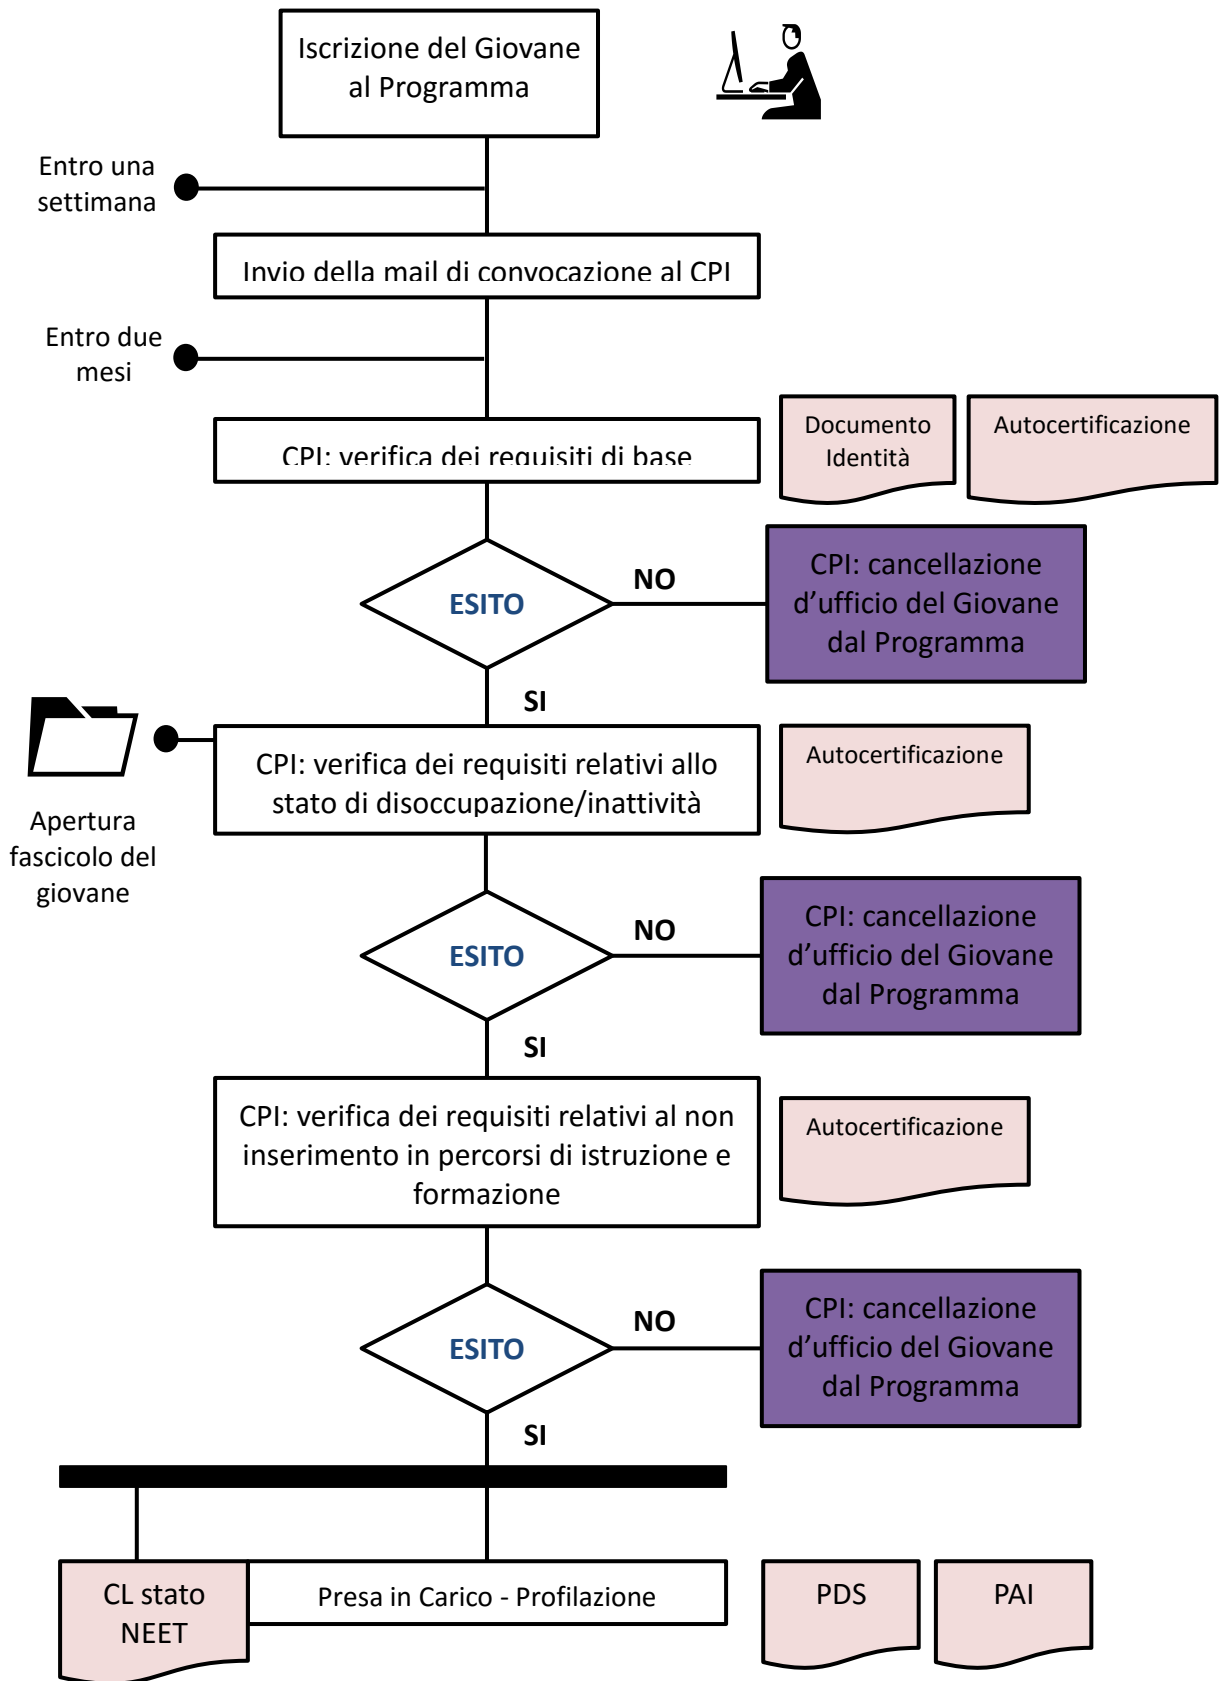 Iscrizione del Giovane
al Programma
Entro una
settimana
Invio della mail di convocazione al CPI
Entro due
mesi
CPI: verifica dei requisiti di base
Documento
Identità
Autocertificazione
ESITO
NO
CPI: cancellazione
d’ufficio del Giovane
dal Programma
SI
CPI: verifica dei requisiti relativi allo
stato di disoccupazione/inattività
Autocertificazione
Apertura
fascicolo del
giovane
ESITO
NO
CPI: cancellazione
d’ufficio del Giovane
dal Programma
SI
CPI: verifica dei requisiti relativi al non
inserimento in percorsi di istruzione e
formazione
Autocertificazione
ESITO
NO
CPI: cancellazione
d’ufficio del Giovane
dal Programma
SI
CL stato
NEET
Presa in Carico - Profilazione
PDS
PAI